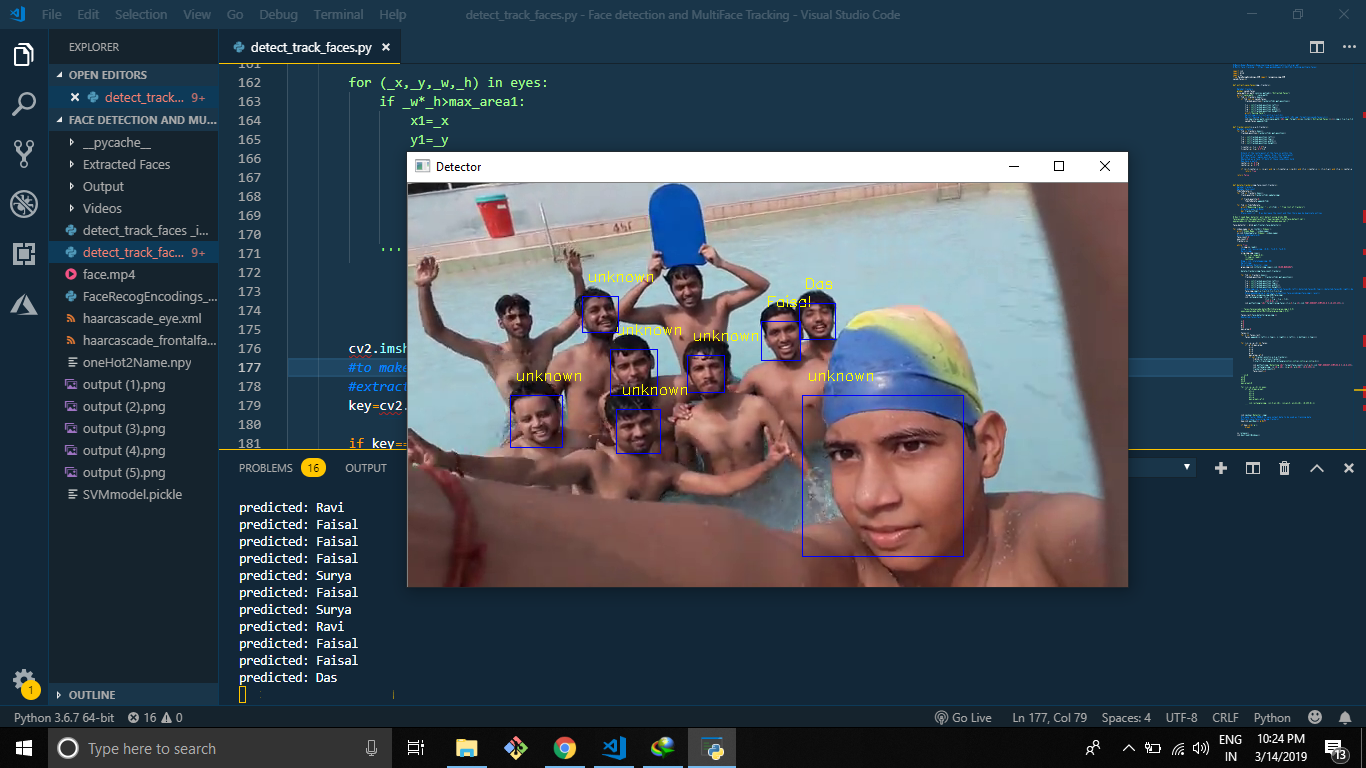 File Edit Selection View Go Debug Terminal Help
detect_track_faces.py - Face detection and MultiFace Tracking - Visual Studio Code
EXPLORER
OPEN EDITORS
detect_track... 9+
FACE DETECTION AND MU...
__pycache__
Extracted Faces
Output
Videos
detect_track_faces _i...
detect_track_fac... 9+
face.mp4
FaceRecogEncodings_...
haarcascade_eye.xml
haarcascade_frontalfa...
oneHot2Name.npy
output (1).png
output (2).png
output (3).png
output (4).png
output (5).png
SVMmodel.pickle
OUTLINE
detect_track_faces.py
161
162 for (_x,_y,_w,_h) in eyes:
163 if _w*_h>max_area1:
164 x1=_x
165 y1=_y
166
167
168
169
170
171 ...
172
173
174
175
176 cv2.imsh
177 #to make
178 #extract
179 key=cv2.
180
181 if key==
Detector
unknown
Das
Faisal
unknown
unknown
unknown
unknown
unknown
PROBLEMS 16 OUTPUT
predicted: Ravi
predicted: Faisal
predicted: Faisal
predicted: Faisal
predicted: Surya
predicted: Faisal
predicted: Surya
predicted: Ravi
predicted: Faisal
predicted: Faisal
predicted: Das
1
Python 3.6.7 64-bit 16 0 Go Live Ln 177, Col 79 Spaces: 4 UTF-8 CRLF Python
Type here to search
ENG
IN
10:24 PM
3/14/2019
13